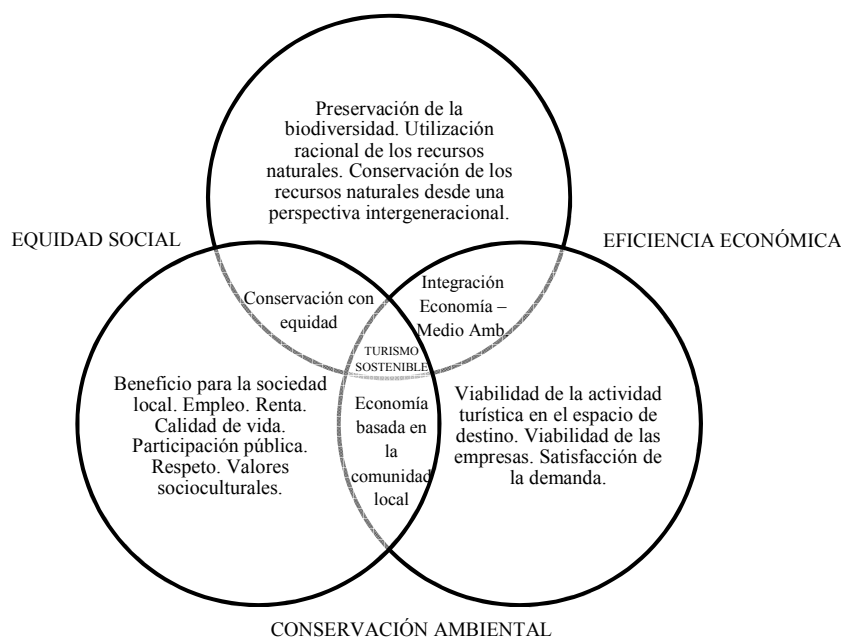 Preservación de la
biodiversidad. Utilización
racional de los recursos
naturales. Conservación de los
recursos naturales desde una
perspectiva intergeneracional.
EQUIDAD SOCIAL
EFICIENCIA ECONÓMICA
Conservación con
equidad
Integración
Economía –
Medio Amb.
TURISMO
SOSTENIBLE
Beneficio para la sociedad
local. Empleo. Renta.
Calidad de vida.
Participación pública.
Respeto. Valores
socioculturales.
Economía
basada en
la
comunidad
local
Viabilidad de la actividad
turística en el espacio de
destino. Viabilidad de las
empresas. Satisfacción de
la demanda.
CONSERVACIÓN AMBIENTAL